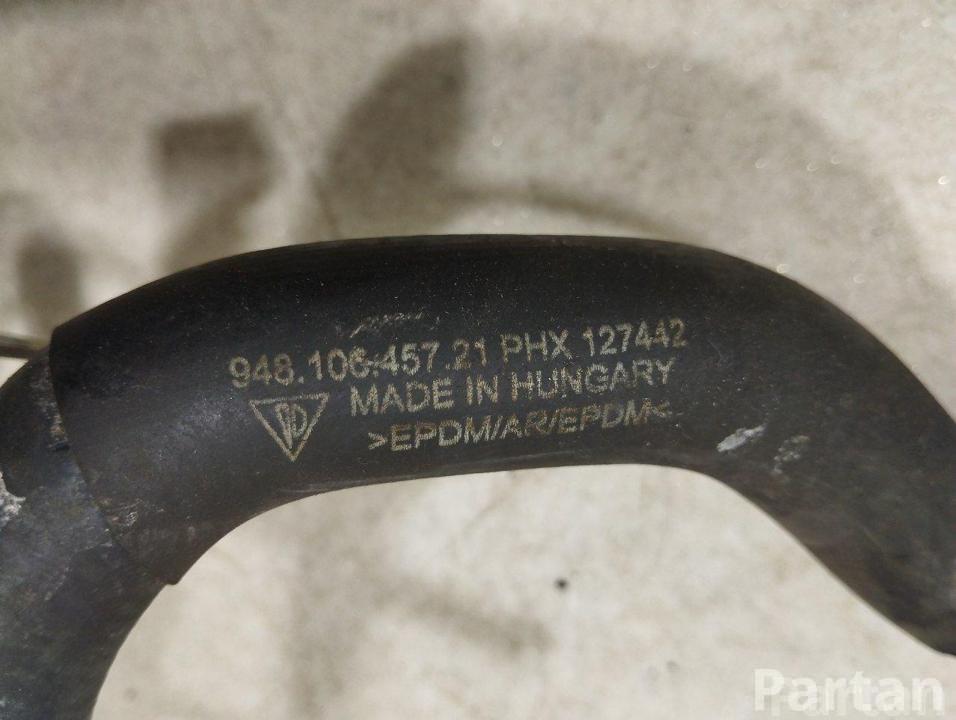 948.106.457.21 PHX 127442
MADE IN HUNGARY
>EPDM/AR/EPDM<
Partan